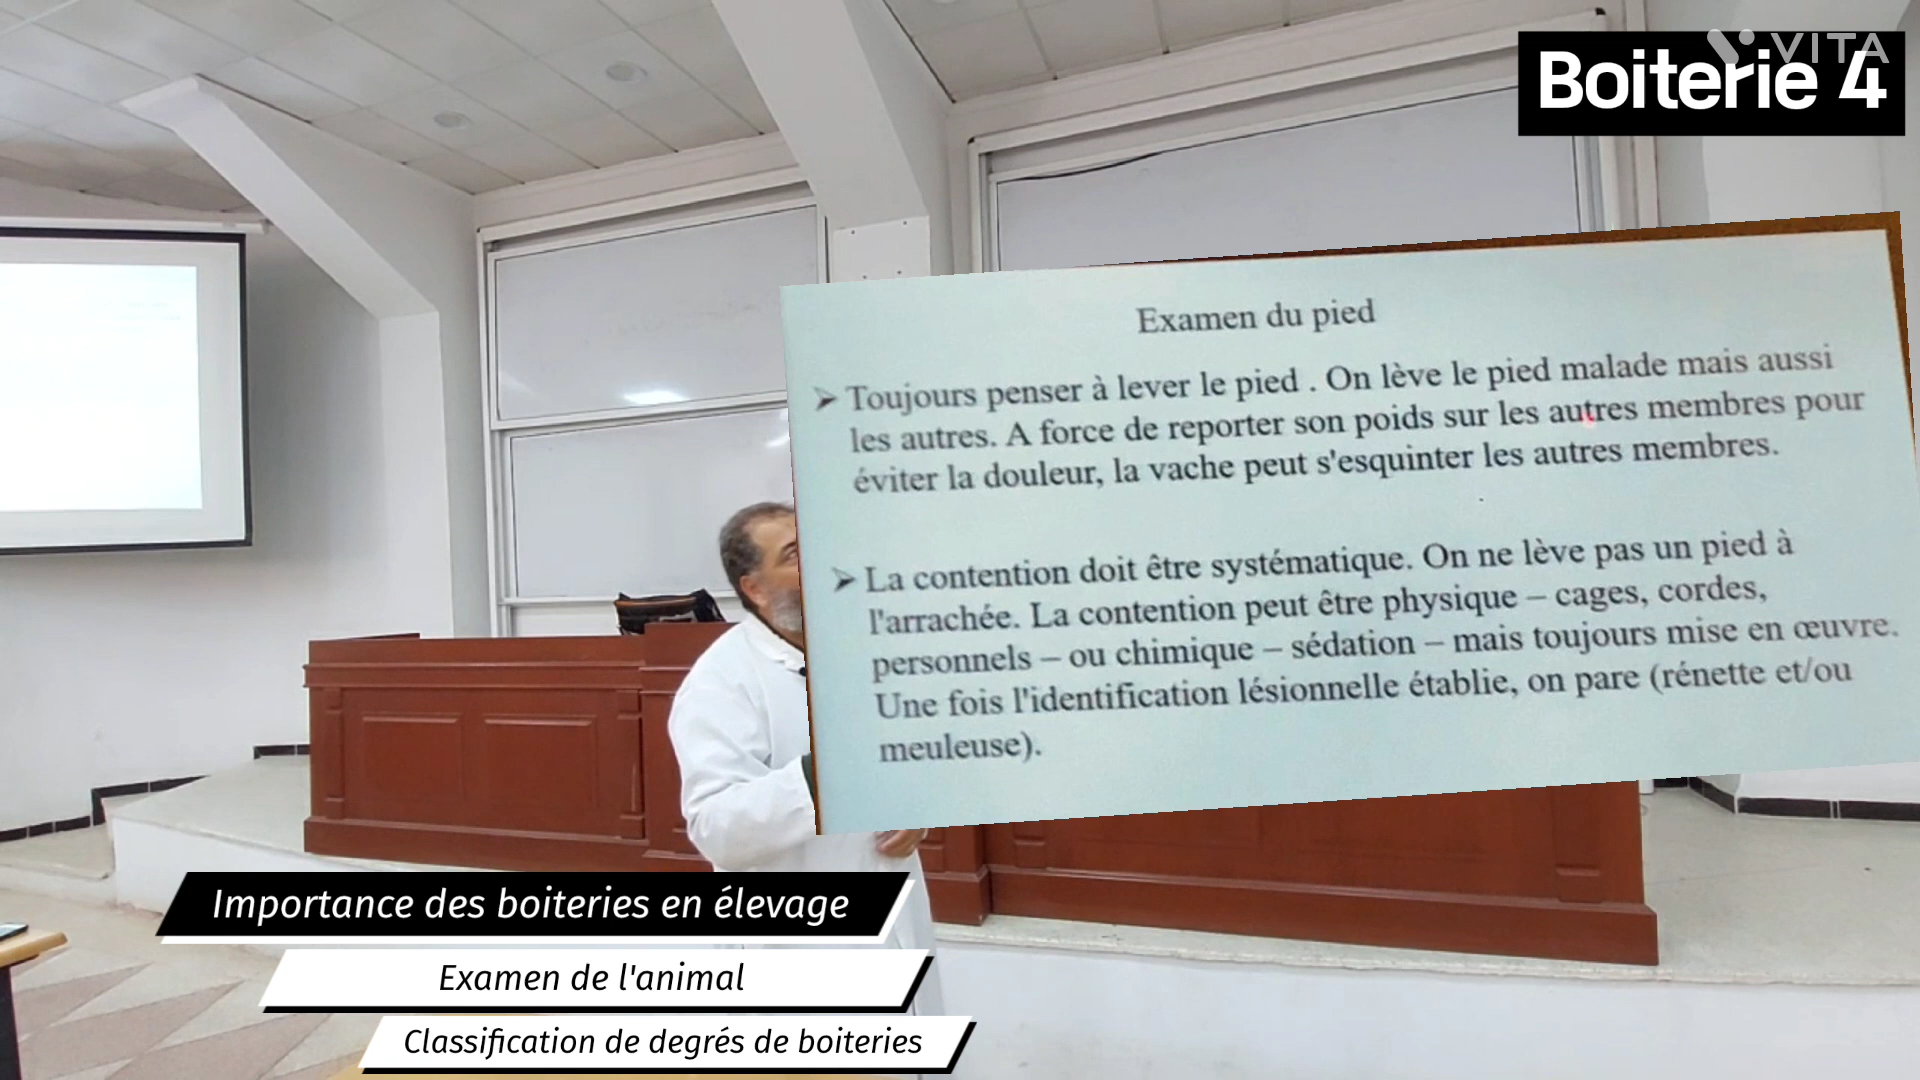 VITA
Boiterie 4
Examen du pied
➢ Toujours penser à lever le pied . On lève le pied malade mais aussi
les autres. A force de reporter son poids sur les autres membres pour
éviter la douleur, la vache peut s'esquinter les autres membres.
➢ La contention doit être systématique. On ne lève pas un pied à
l'arrachée. La contention peut être physique – cages, cordes,
personnels – ou chimique – sédation – mais toujours mise en œuvre.
Une fois l'identification lésionnelle établie, on pare (rénette et/ou
meuleuse).
Importance des boiteries en élevage
Examen de l'animal
Classification de degrés de boiteries